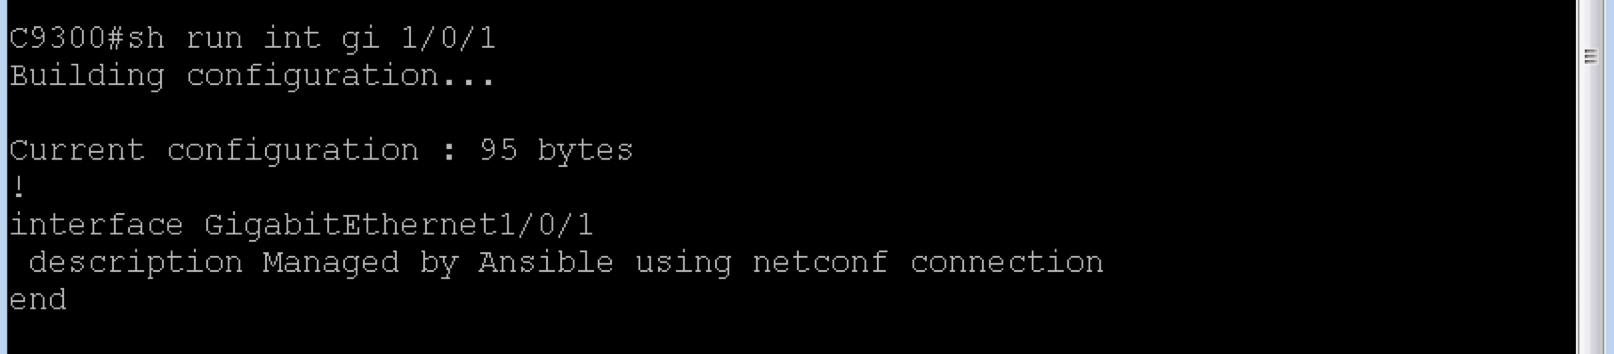 C9300#sh run int gi 1/0/1
Building configuration...
Current configuration : 95 bytes
!
interface GigabitEthernet1/0/1
 description Managed by Ansible using netconf connection
end